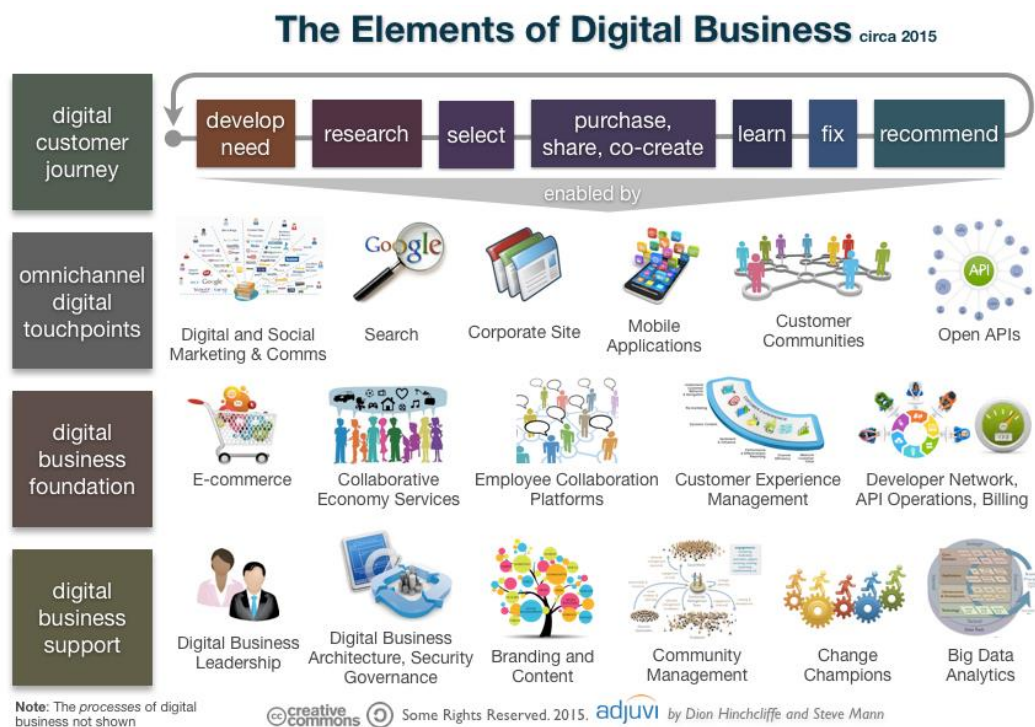 The Elements of Digital Business circa 2015
digital
customer
journey
develop
need
research
select
purchase,
share, co-create
learn
fix
recommend
enabled by
omnichannel
digital
touchpoints
Google
API
Digital and Social
Marketing & Comms
Search
Corporate Site
Mobile
Applications
Customer
Communities
Open APIs
digital
business
foundation
E-commerce
Collaborative
Economy Services
Employee Collaboration
Platforms
Customer Experience
Management
Developer Network,
API Operations, Billing
digital
business
support
Digital Business
Leadership
Digital Business
Architecture, Security
Governance
Branding and
Content
Community
Management
Change
Champions
Big Data
Analytics
Note: The processes of digital
business not shown
creative
commons
Some Rights Reserved. 2015.
adjuvi
by Dion Hinchcliffe and Steve Mann